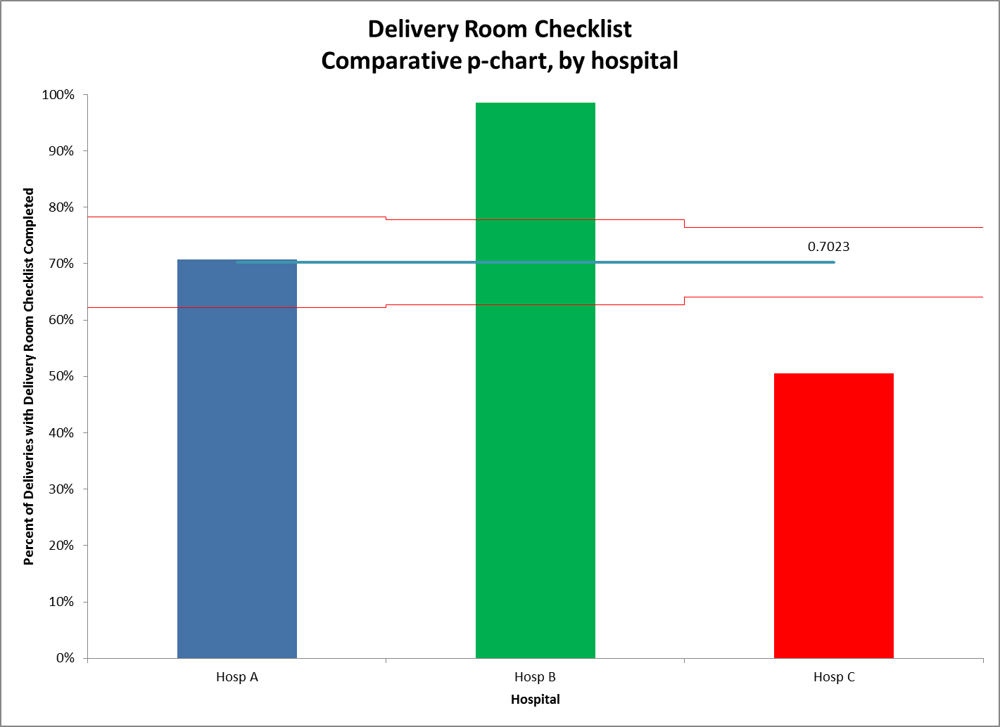 Delivery Room Checklist
Comparative p-chart, by hospital
Percent of Deliveries with Delivery Room Checklist Completed
100%
90%
80%
70%
60%
50%
40%
30%
20%
10%
0%
0.7023
Hosp A
Hosp B
Hosp C
Hospital